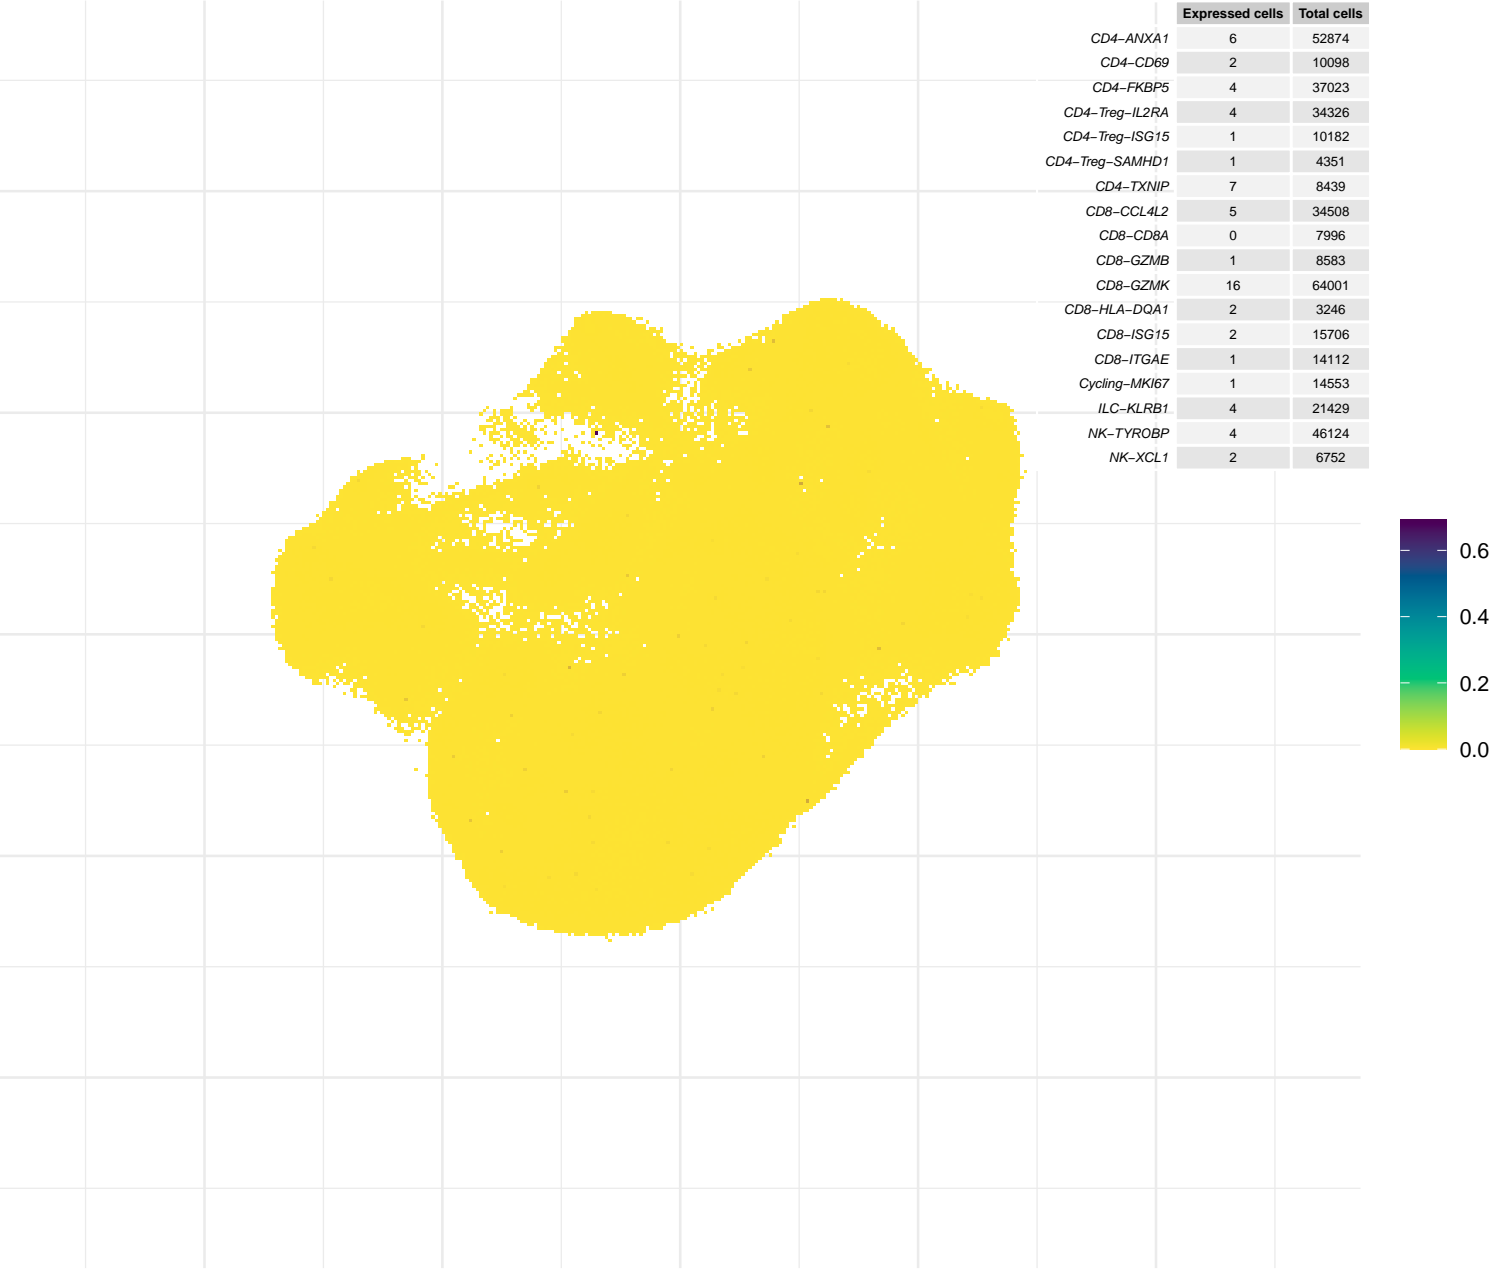 Expressed cells Total cells
CD4−ANXA1 6 52874
CD4−CD69 2 10098
CD4−FKBP5 4 37023
CD4−Treg−IL2RA 4 34326
CD4−Treg−ISG15 1 10182
CD4−Treg−SAMHD1 1 4351
CD4−TXNIP 7 8439
CD8−CCL4L2 5 34508
CD8−CD8A 0 7996
CD8−GZMB 1 8583
CD8−GZMK 16 64001
CD8−HLA−DQA1 2 3246
CD8−ISG15 2 15706
CD8−ITGAE 1 14112
Cycling−MKI67 1 14553
ILC−KLRB1 4 21429
NK−TYROBP 4 46124
NK−XCL1 2 6752
0.6
0.4
0.2
0.0